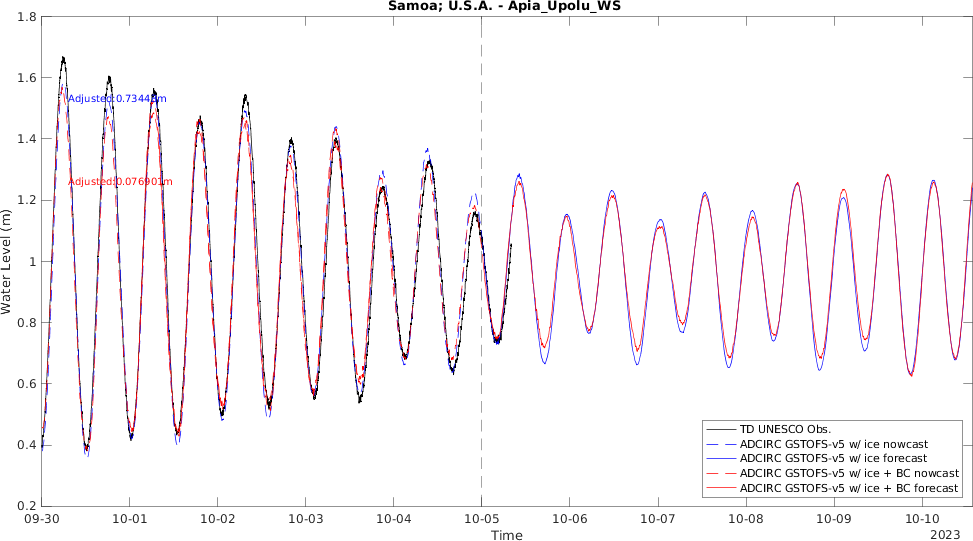 Samoa; U.S.A. - Apia_Upolu_WS
1.8
1.6
1.4
1.2
1
0.8
0.6
0.4
0.2
Water Level (m)
Adjusted:0.076901m
TD UNESCO Obs.
ADCIRC GSTOFS-v5 w/ ice nowcast
ADCIRC GSTOFS-v5 w/ ice forecast
ADCIRC GSTOFS-v5 w/ ice + BC nowcast
ADCIRC GSTOFS-v5 w/ ice + BC forecast
09-30 10-01 10-02 10-03 10-04 10-05 10-06 10-07 10-08 10-09 10-10
Time
2023